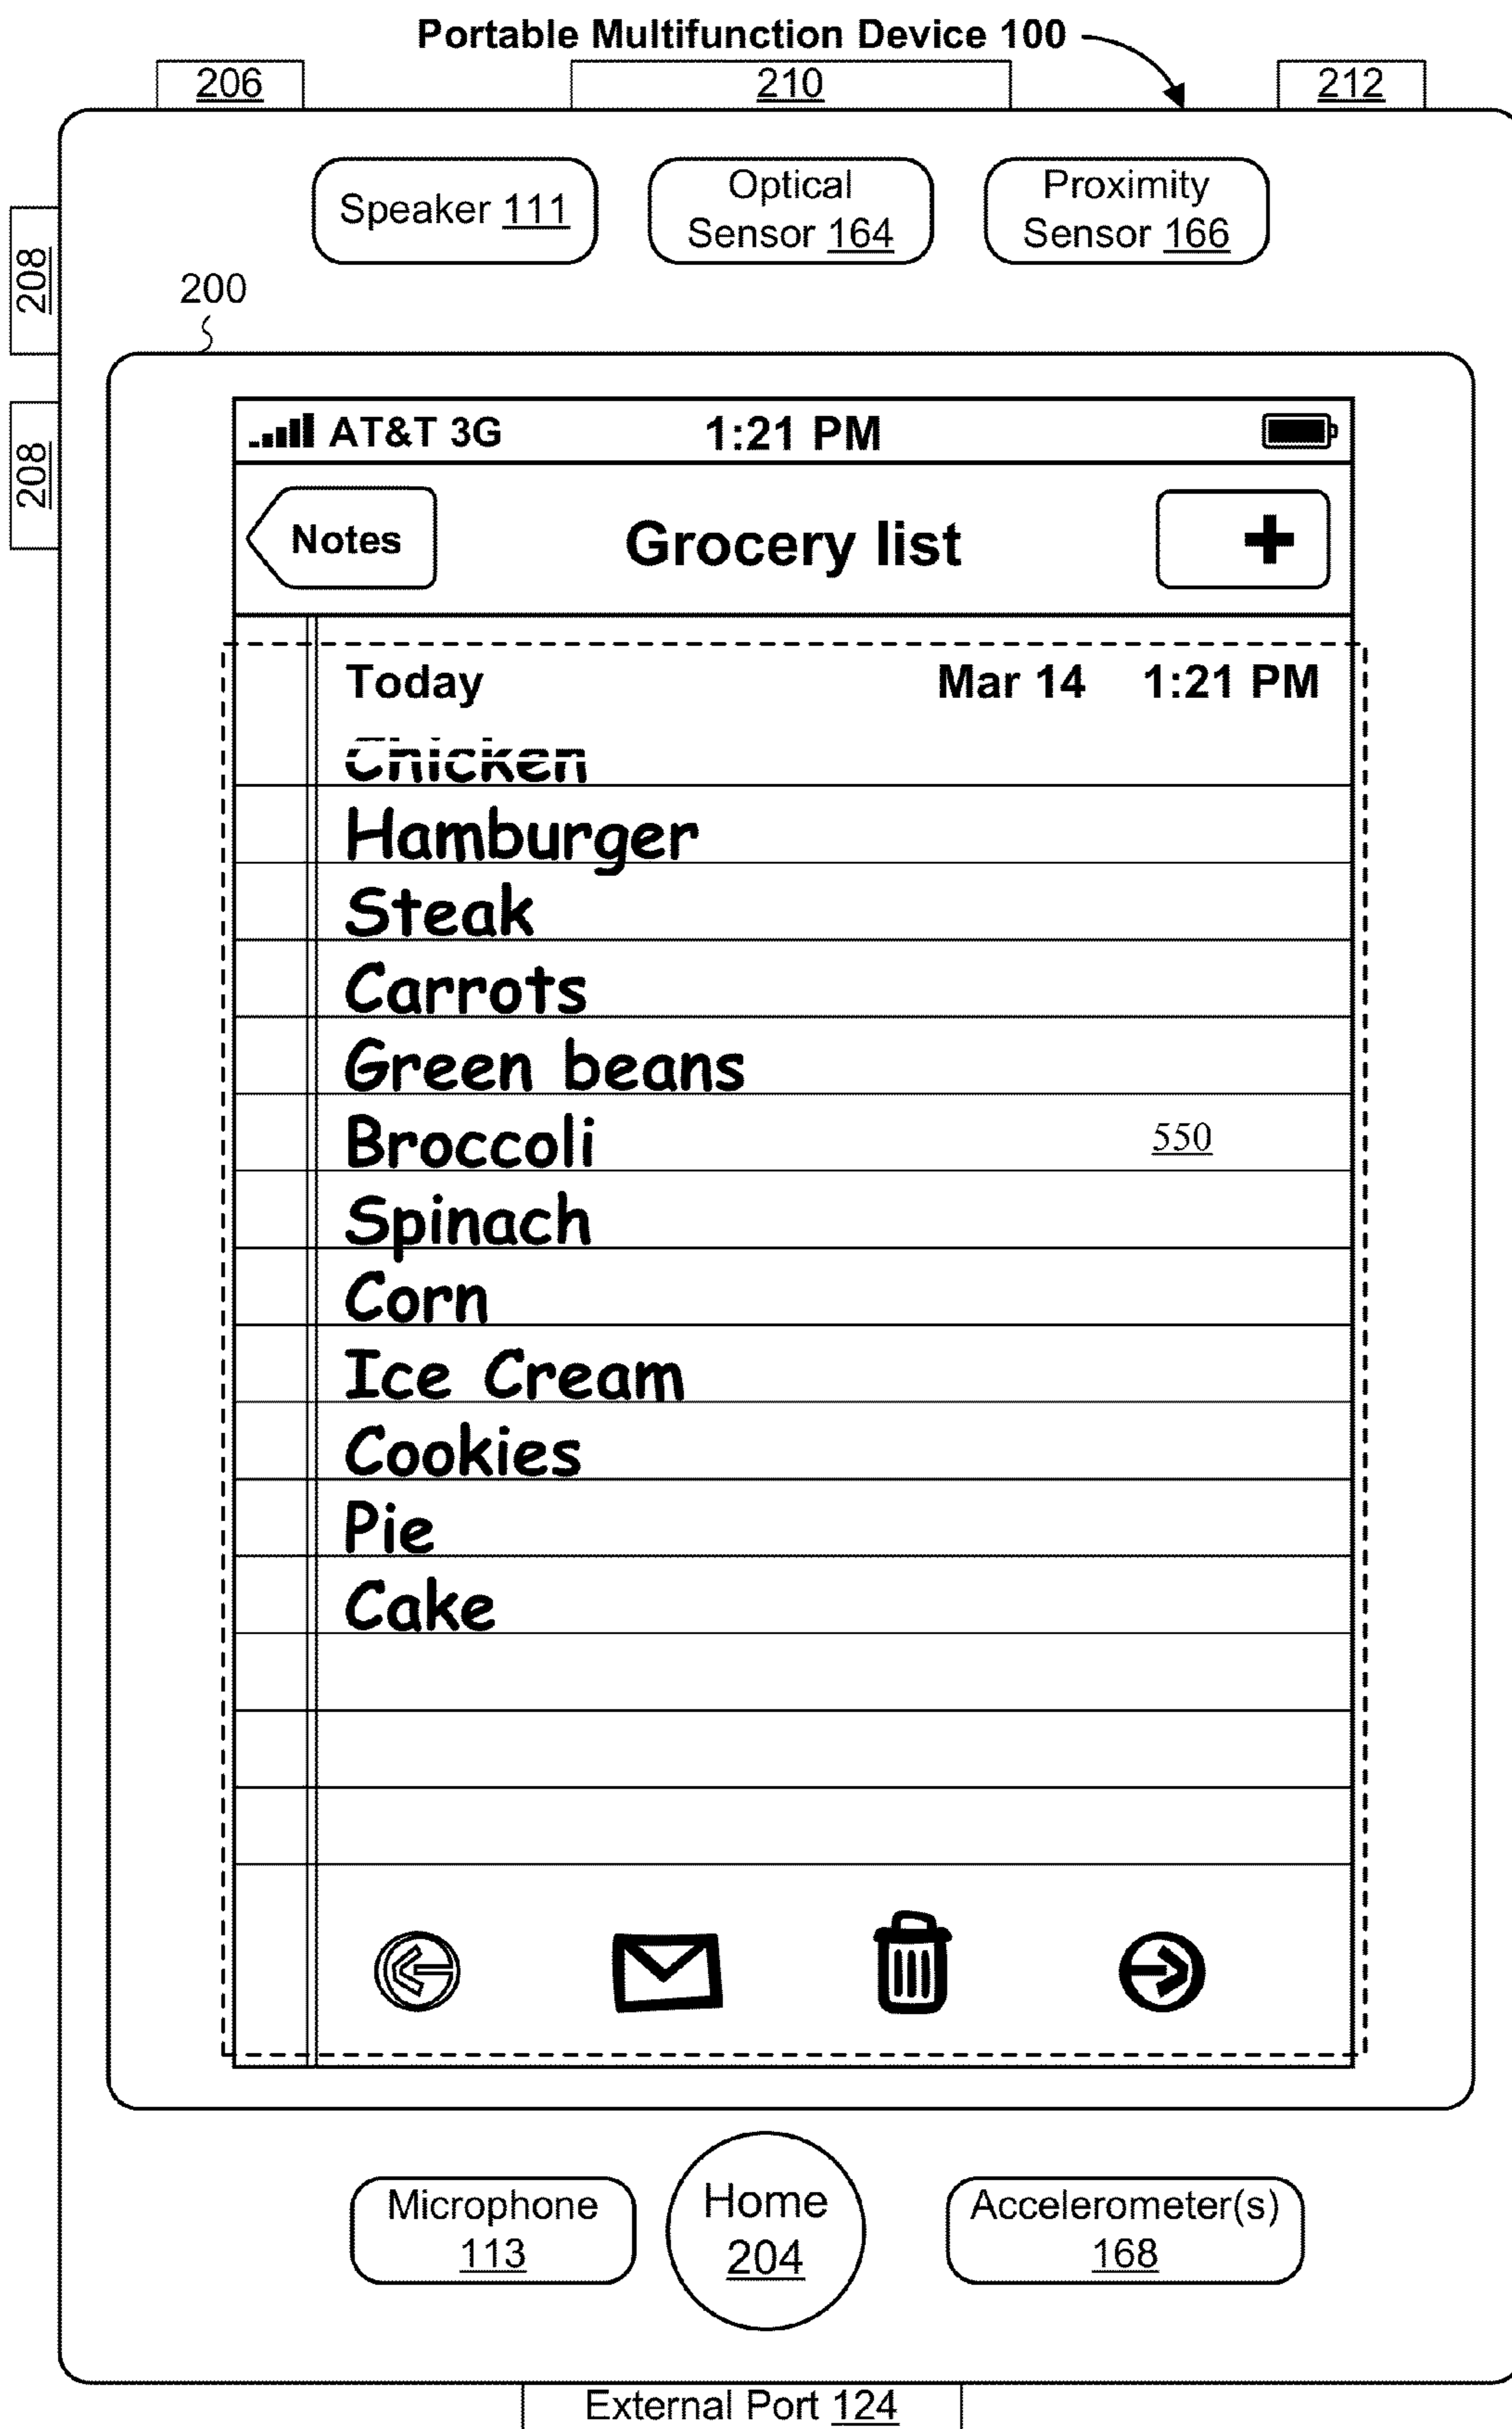 Portable Multifunction Device 100
206 210 212
Speaker 111
Optical Sensor 164
Proximity Sensor 166
208
200
208
AT&T 3G 1:21 PM
Notes Grocery list +
Today Mar 14 1:21 PM
Chicken
Hamburger
Steak
Carrots
Green beans
Broccoli 550
Spinach
Corn
Ice Cream
Cookies
Pie
Cake
Microphone 113
Home 204
Accelerometer(s) 168
External Port 124